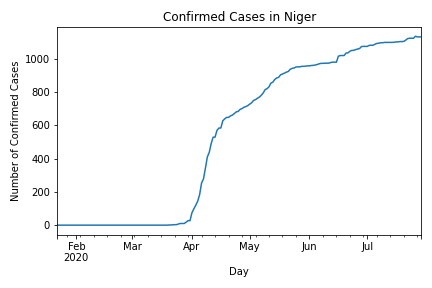 Confirmed Cases in Niger
Number of Confirmed Cases
1000
800
600
400
200
0
Feb Mar Apr May Jun Jul
2020
Day